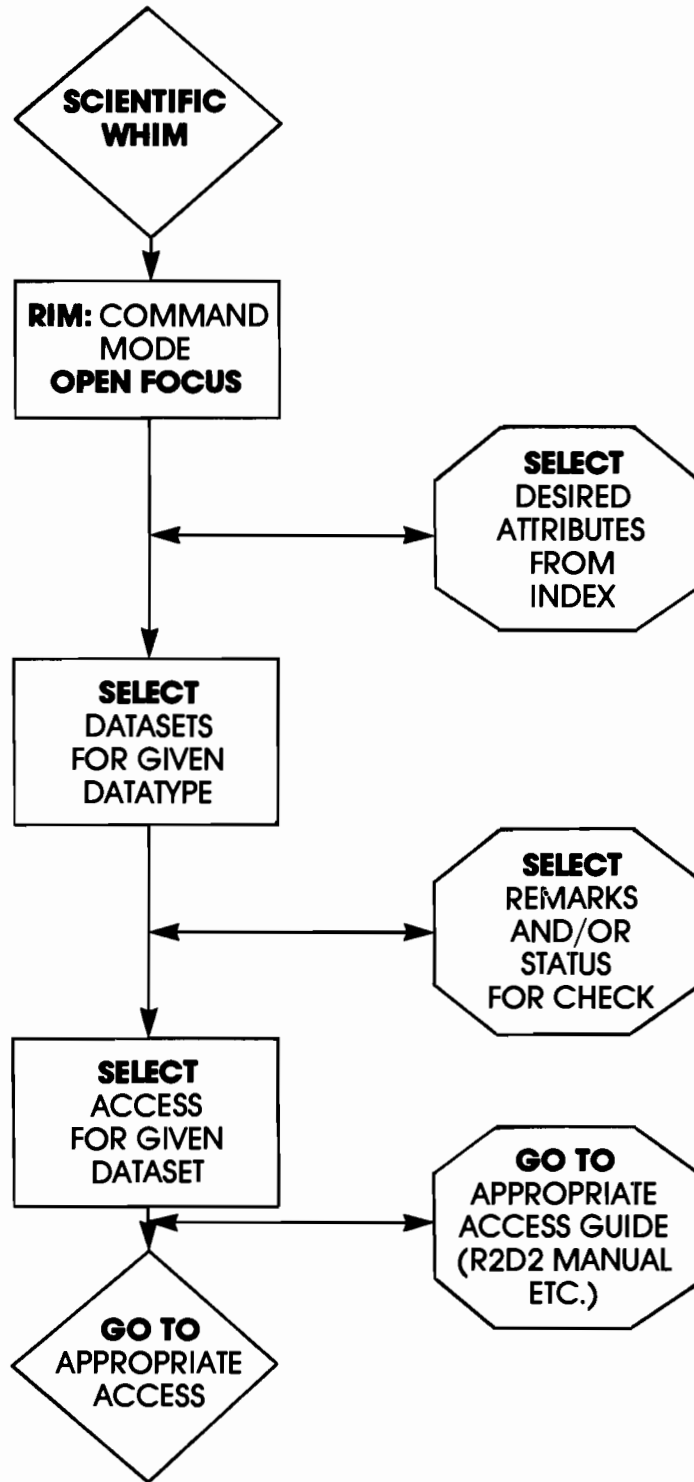 SCIENTIFIC
WHIM
RIM: COMMAND
MODE
OPEN FOCUS
SELECT
DESIRED
ATTRIBUTES
FROM
INDEX
SELECT
DATASETS
FOR GIVEN
DATATYPE
SELECT
REMARKS
AND/OR
STATUS
FOR CHECK
SELECT
ACCESS
FOR GIVEN
DATASET
GO TO
APPROPRIATE
ACCESS GUIDE
(R2D2 MANUAL
ETC.)
GO TO
APPROPRIATE
ACCESS